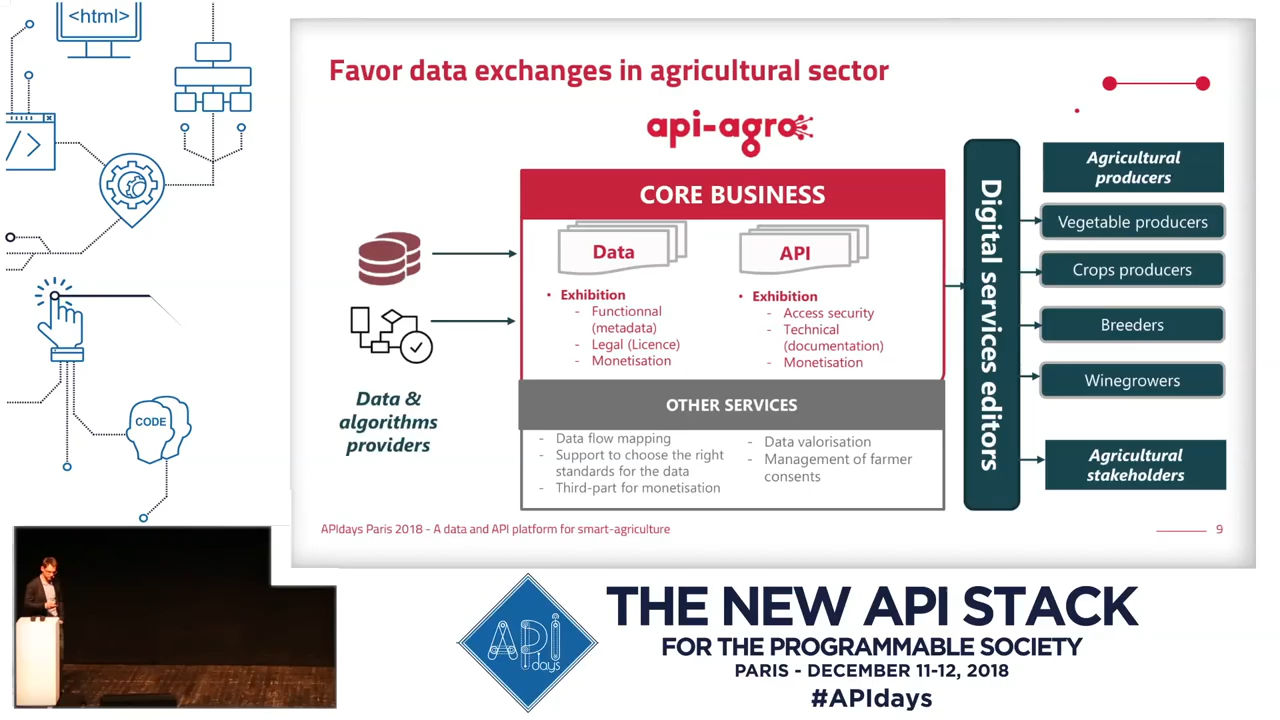 <html>
/>
CODE
Favor data exchanges in agricultural sector
api-agro
CORE BUSINESS
Data
• Exhibition
- Functionnal
(metadata)
- Legal (Licence)
- Monetisation
API
• Exhibition
- Access security
- Technical
(documentation)
- Monetisation
OTHER SERVICES
- Data flow mapping
- Support to choose the right
standards for the data
- Third-part for monetisation
- Data valorisation
- Management of farmer
consents
Data &
algorithms
providers
Digital services editors
Agricultural
producers
Vegetable producers
Crops producers
Breeders
Winegrowers
Agricultural
stakeholders
APIdays Paris 2018 - A data and API platform for smart-agriculture
9
API
days
THE NEW API STACK
FOR THE PROGRAMMABLE SOCIETY
PARIS - DECEMBER 11-12, 2018
#APIdays